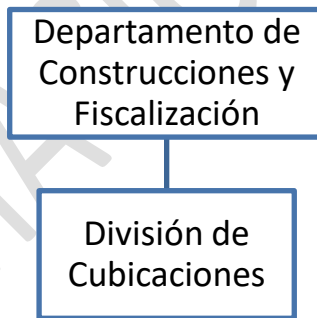 Departamento de
Construcciones y
Fiscalización
División de
Cubicaciones